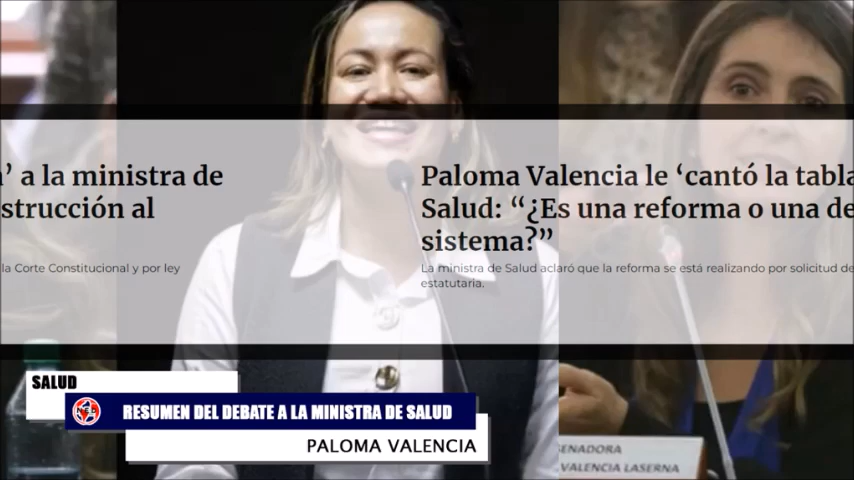 ’ a la ministra de
strucción al
la Corte Constitucional y por ley
Paloma Valencia le ‘cantó la tabla
Salud: “¿Es una reforma o una de
sistema?”
La ministra de Salud aclaró que la reforma se está realizando por solicitud de
estatutaria.
SALUD
RESUMEN DEL DEBATE A LA MINISTRA DE SALUD
PALOMA VALENCIA
SENADORA
VALENCIA LASERNA